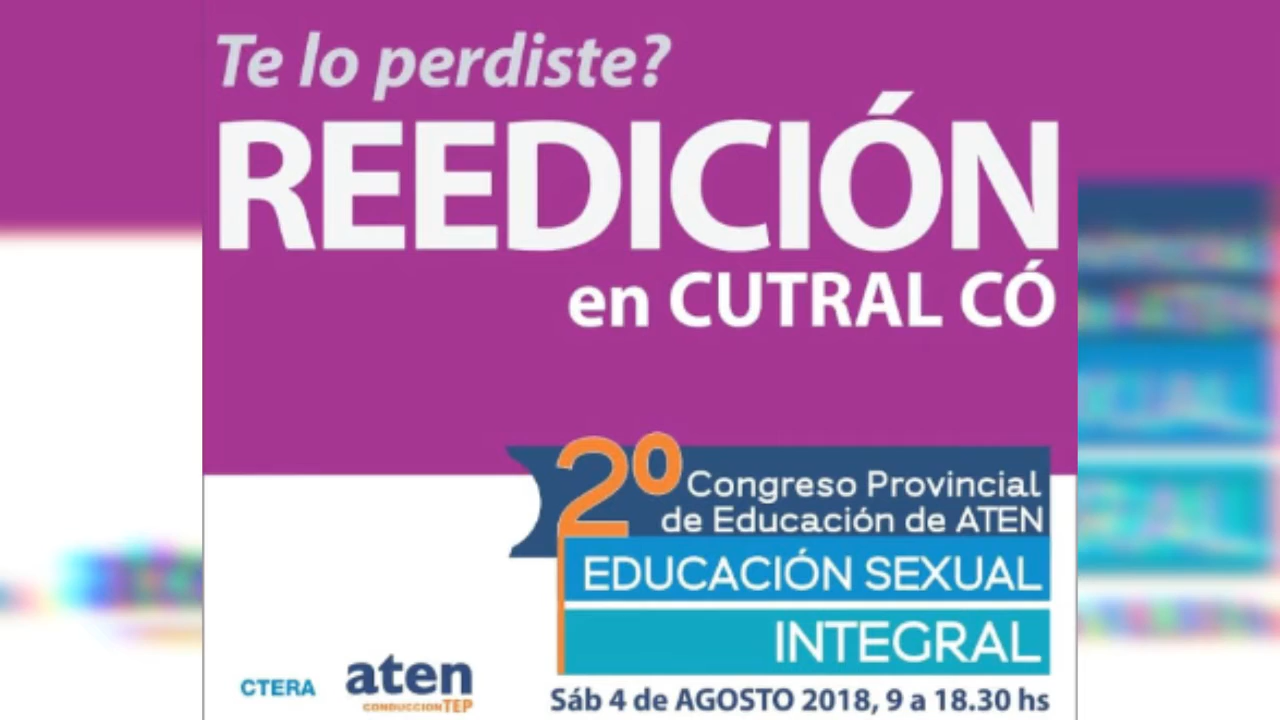 Te lo perdiste?
REEDICIÓN
en CUTRAL CÓ
2º
Congreso Provincial
de Educación de ATEN
EDUCACIÓN SEXUAL
INTEGRAL
CTERA
aten
CONDUCCION TEP
Sáb 4 de AGOSTO 2018, 9 a 18.30 hs